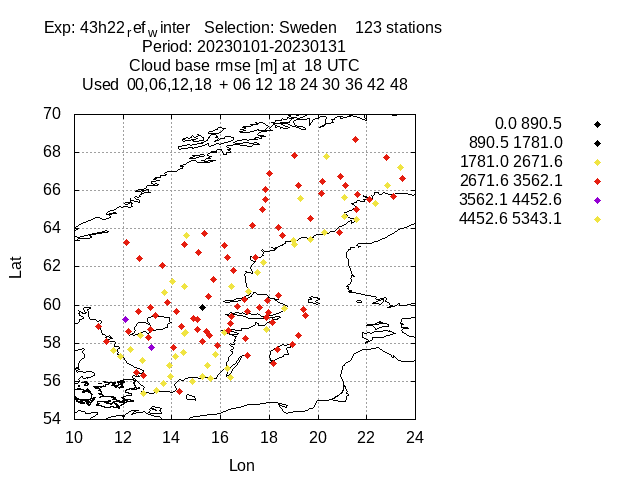 Exp: 43h22refwinter   Selection: Sweden    123 stations
Period: 20230101-20230131
Cloud base rmse [m] at  18 UTC
Used  00,06,12,18  + 06 12 18 24 30 36 42 48
0.0 890.5
890.5 1781.0
1781.0 2671.6
2671.6 3562.1
3562.1 4452.6
4452.6 5343.1
70
68
66
64
62
60
58
56
54
Lat
10 12 14 16 18 20 22 24
Lon